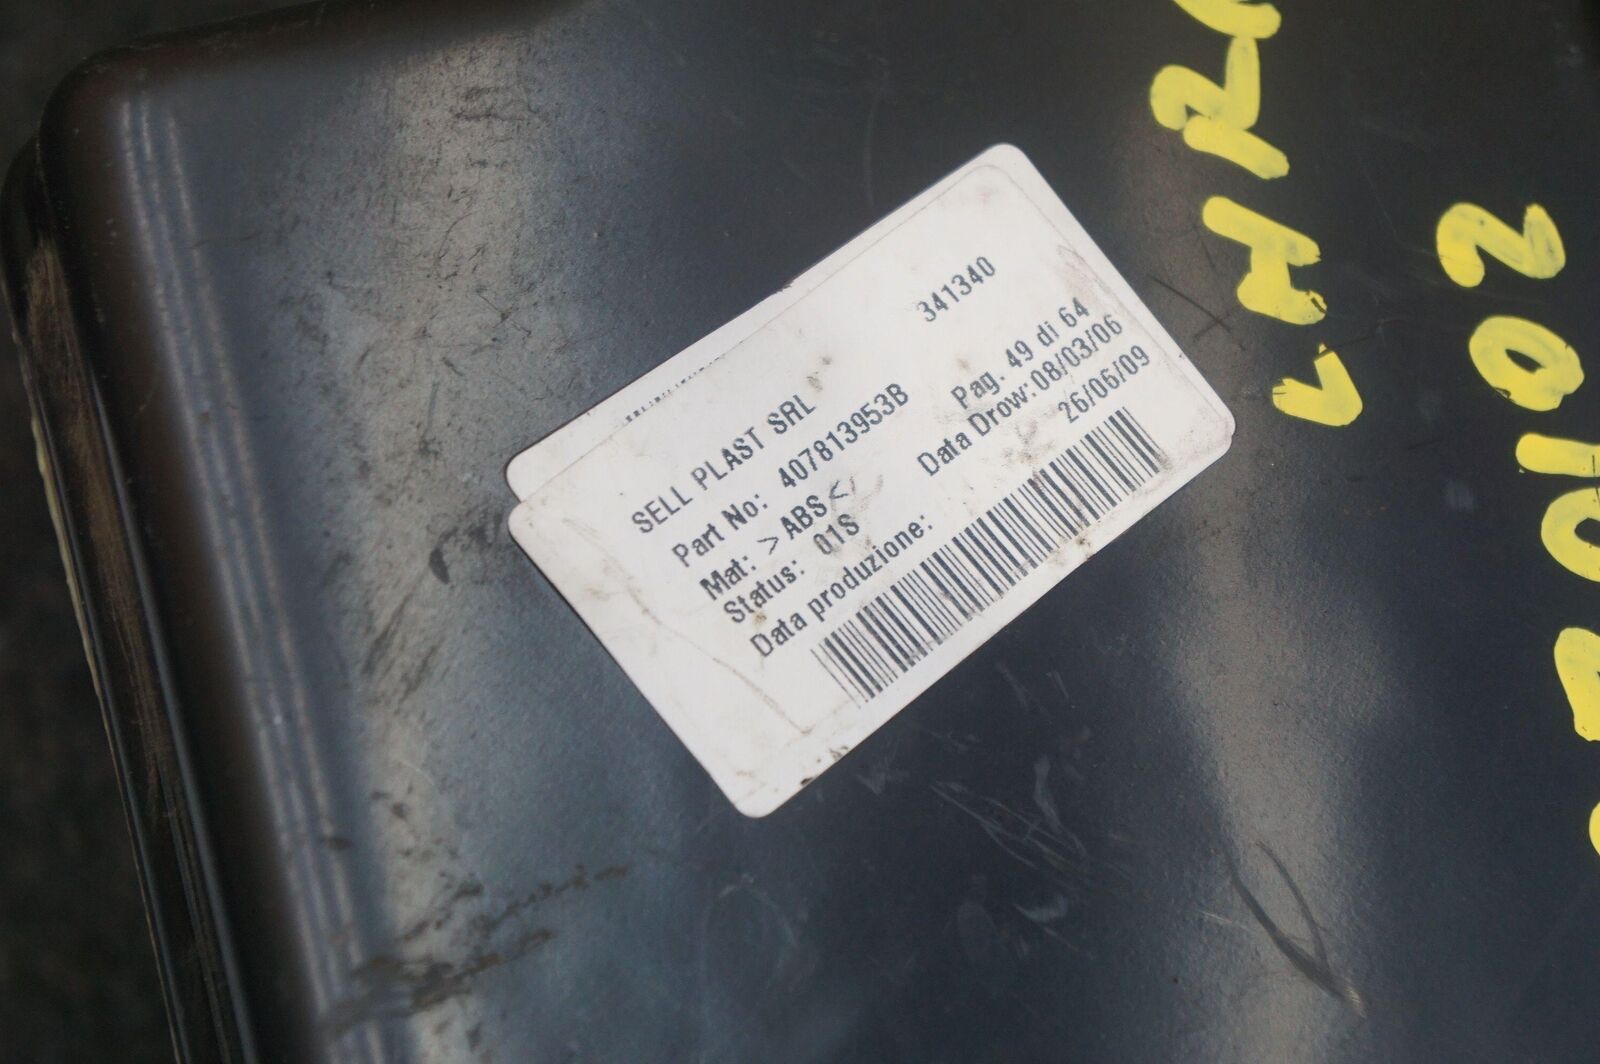 341340
SELL PLAST SRL
Part No: 407813953B
Mat: >ABS< Pag. 49 di 64
Status: 01S Data Drow: 08/03/06
Data produzione: 26/06/09